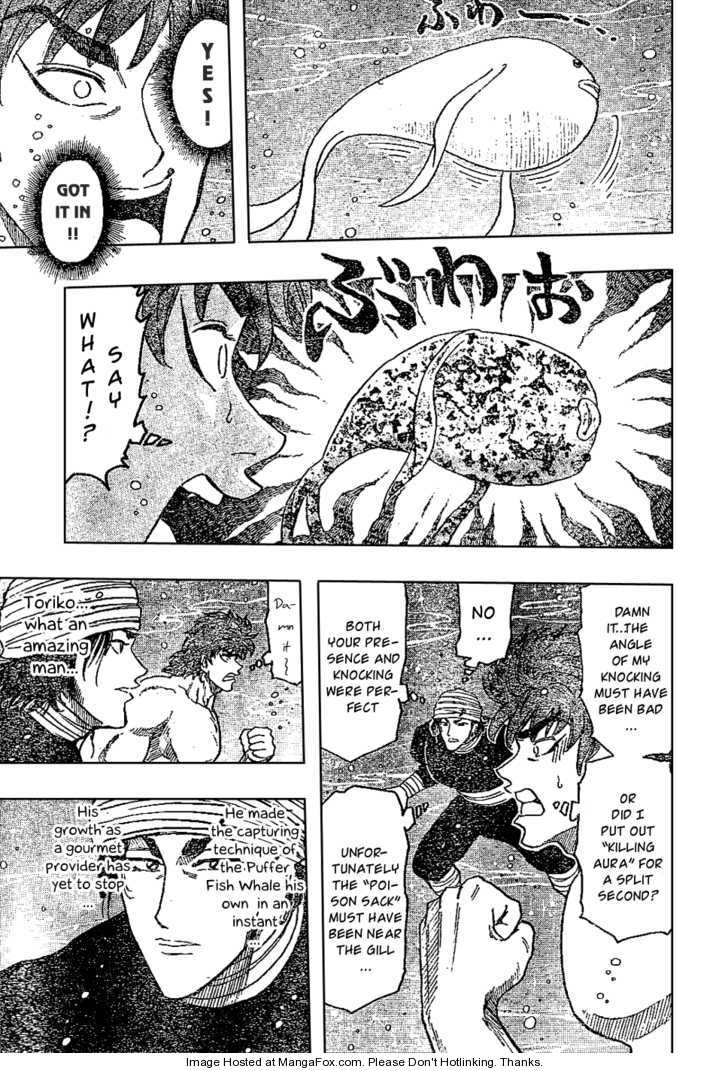 ふわ
YES!
GOT
IT IN
!!
ぶわお
SAY
WHAT!?
DAMN
IT..THE
ANGLE
OF MY
KNOCKING
MUST HAVE
BEEN BAD
...
OR
DID I
PUT OUT
"KILLING
AURA" FOR
A SPLIT
SECOND?
NO
...
BOTH
YOUR PRE-
SENCE AND
KNOCKING
WERE PER-
FECT
UNFOR-
TUNATELY
THE "POI-
SON SACK"
MUST HAVE
BEEN NEAR
THE GILL
...
Da-
mn
it
Toriko...
what an
amazing
man...
He made
the capturing
technique of
the Puffer
Fish Whale his
own in an
instant
...
His
growth as
a gourmet
provider has
yet to stop
...
Image Hosted at MangaFox.com. Please Don't Hotlinking. Thanks.